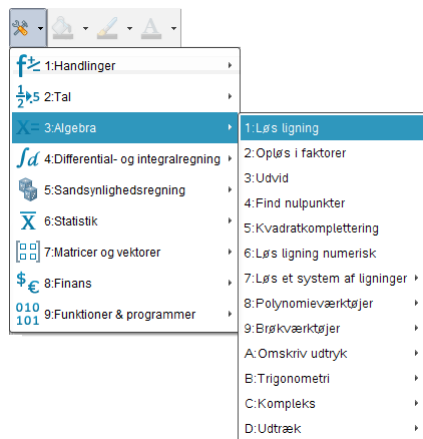 1:Handlinger
2:Tal
3:Algebra
4:Differential- og integralregning
5:Sandsynlighedsregning
6:Statistik
7:Matricer og vektorer
8:Finans
9:Funktioner & programmer
1:Løs ligning
2:Opløs i faktorer
3:Udvid
4:Find nulpunkter
5:Kvadratkomplettering
6:Løs ligning numerisk
7:Løs et system af ligninger
8:Polynomieværktøjer
9:Brøkværktøjer
A:Omskriv udtryk
B:Trigonometri
C:Kompleks
D:Udtræk